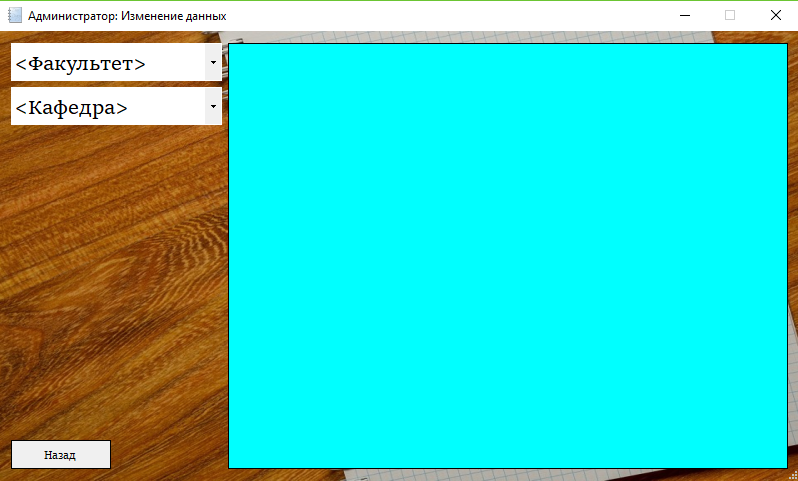 Администратор: Изменение данных
<Факультет>
<Кафедра>
Назад